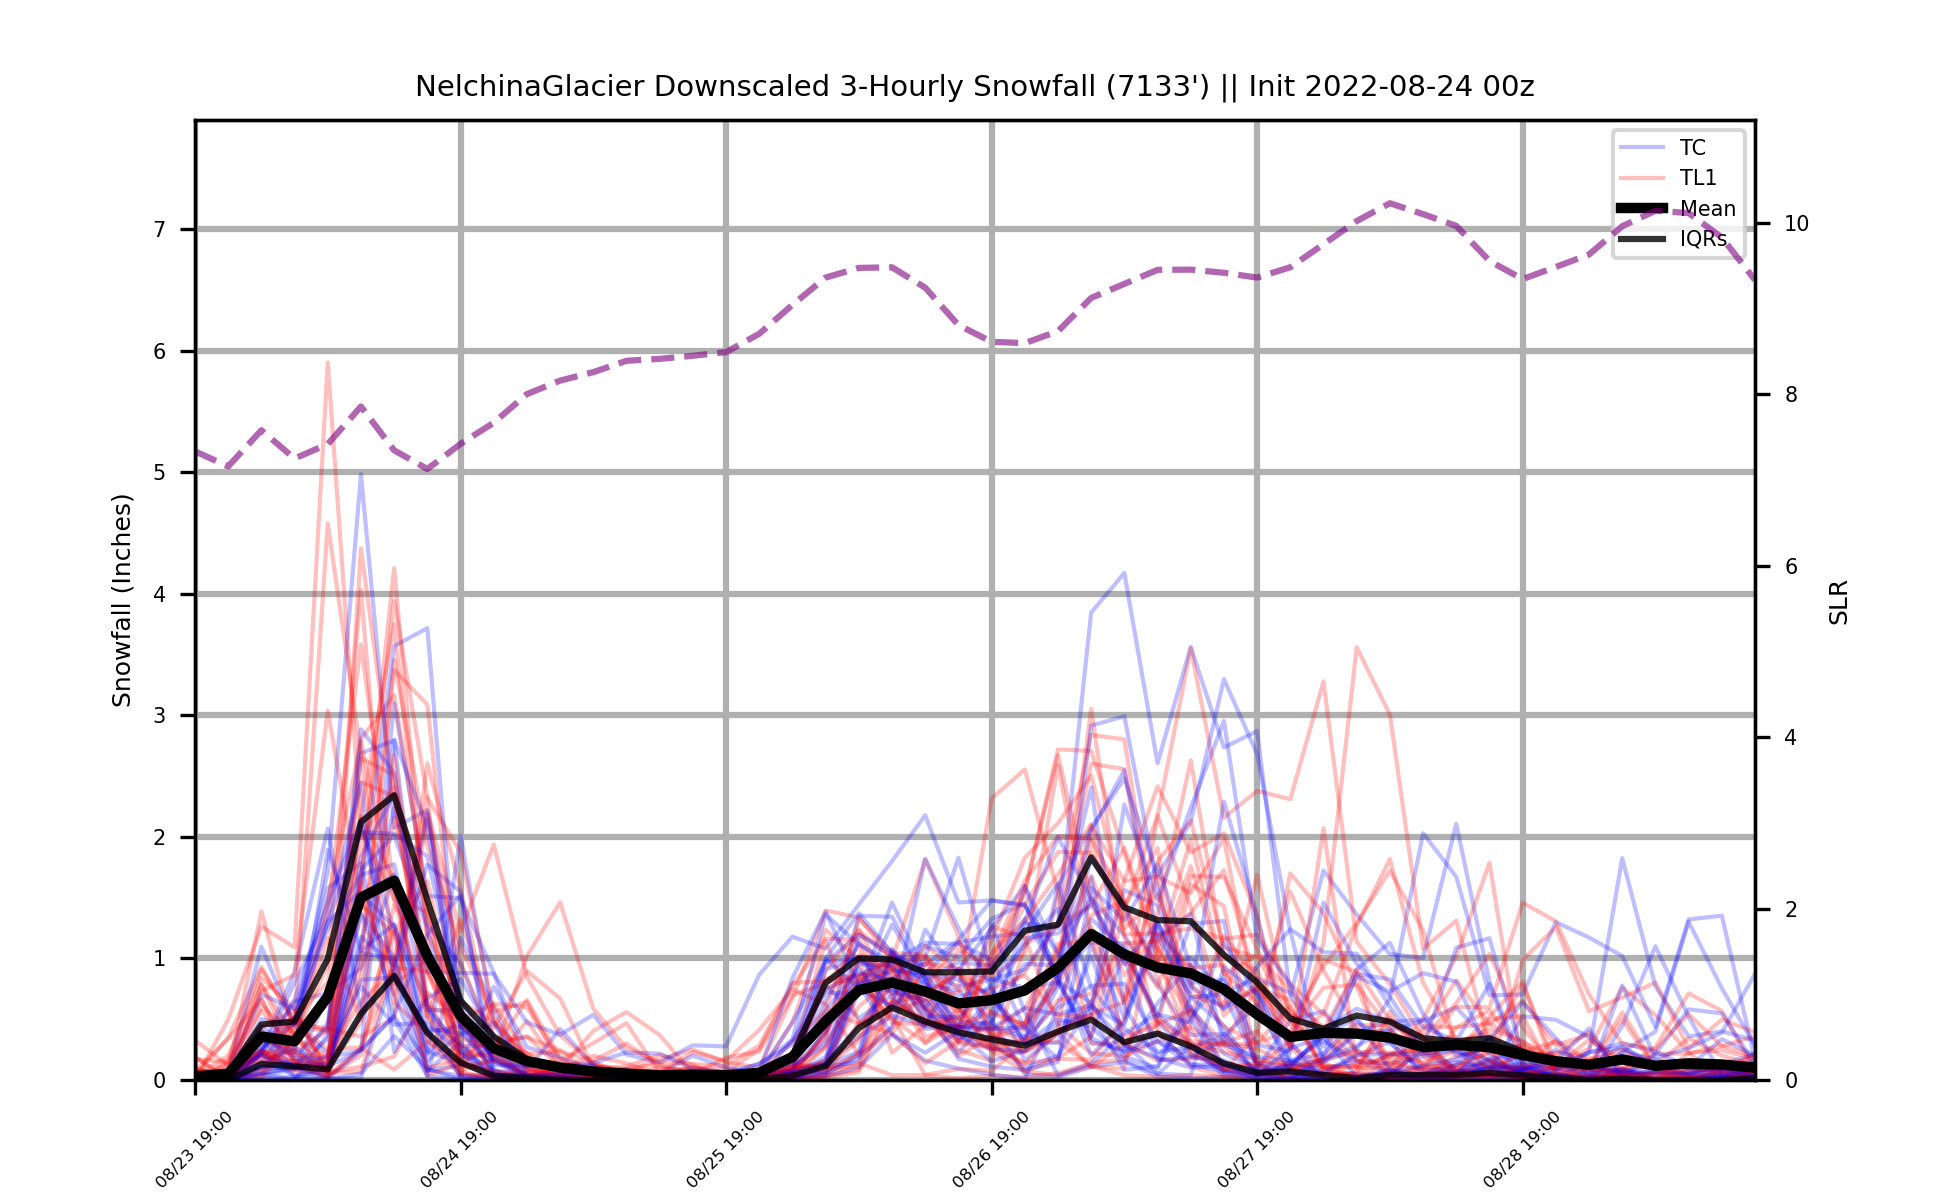 NelchinaGlacier Downscaled 3-Hourly Snowfall (7133') || Init 2022-08-24 00z
TC
TL1
Mean
IQRs
7
6
5
4
3
2
1
0
Snowfall (Inches)
10
8
6
4
2
0
SLR
08/23 19:00
08/24 19:00
08/25 19:00
08/26 19:00
08/27 19:00
08/28 19:00